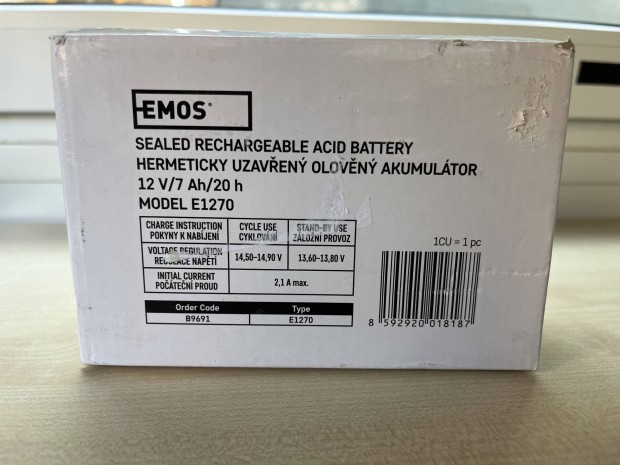 EMOS®
SEALED RECHARGEABLE ACID BATTERY
HERMETICKY UZAVŘENÝ OLOVĚNÝ AKUMULÁTOR
12 V/7 Ah/20 h
MODEL E1270
CHARGE INSTRUCTION CYCLE USE STAND-BY USE
POKYNY K NABÍJENÍ CYKLOVÁNÍ ZÁLOŽNÍ PROVOZ
VOLTAGE REGULATION
REGULACE NAPĚTÍ 14,50–14,90 V 13,60–13,80 V
INITIAL CURRENT
POČÁTEČNÍ PROUD 2,1 A max.
Order Code Type
B9691 E1270
1CU = 1 pc
8 592920 018187